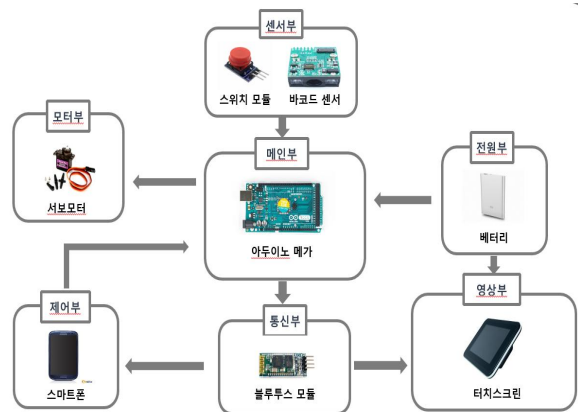 센서부
스위치 모듈 바코드 센서
모터부
서보모터
메인부
아두이노 메가
전원부
베터리
제어부
스마트폰
통신부
블루투스 모듈
영상부
터치스크린